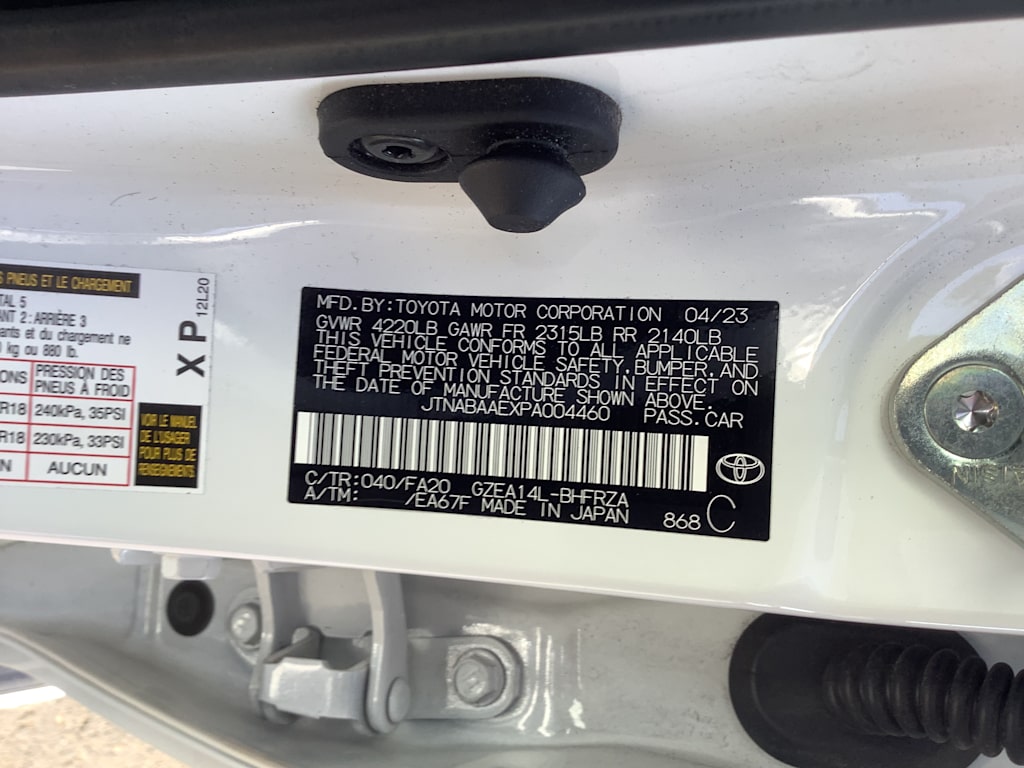 S PNEUS ET LE CHARGEMENT
TAL 5
ANT 2: ARRIÈRE 3
ants et du chargement ne
kg ou 880 lb.
ONS PRESSION DES PNEUS À FROID
R18 240kPa, 35PSI
R18 230kPa, 33PSI
N AUCUN
VOIR LE MANUEL
DE L'USAGER
POUR PLUS DE
RENSEIGNEMENTS.
XP
12L20
MFD. BY: TOYOTA MOTOR CORPORATION 04/23
GVWR 4220LB GAWR FR 2315LB RR 2140LB
THIS VEHICLE CONFORMS TO ALL APPLICABLE
FEDERAL MOTOR VEHICLE SAFETY, BUMPER, AND
THEFT PREVENTION STANDARDS IN EFFECT ON
THE DATE OF MANUFACTURE SHOWN ABOVE.
JTNABAAEXPA004460 PASS. CAR
C/TR: 040/FA20 GZEA14L-BHFRZA
A/TM: /EA67F MADE IN JAPAN 868 C